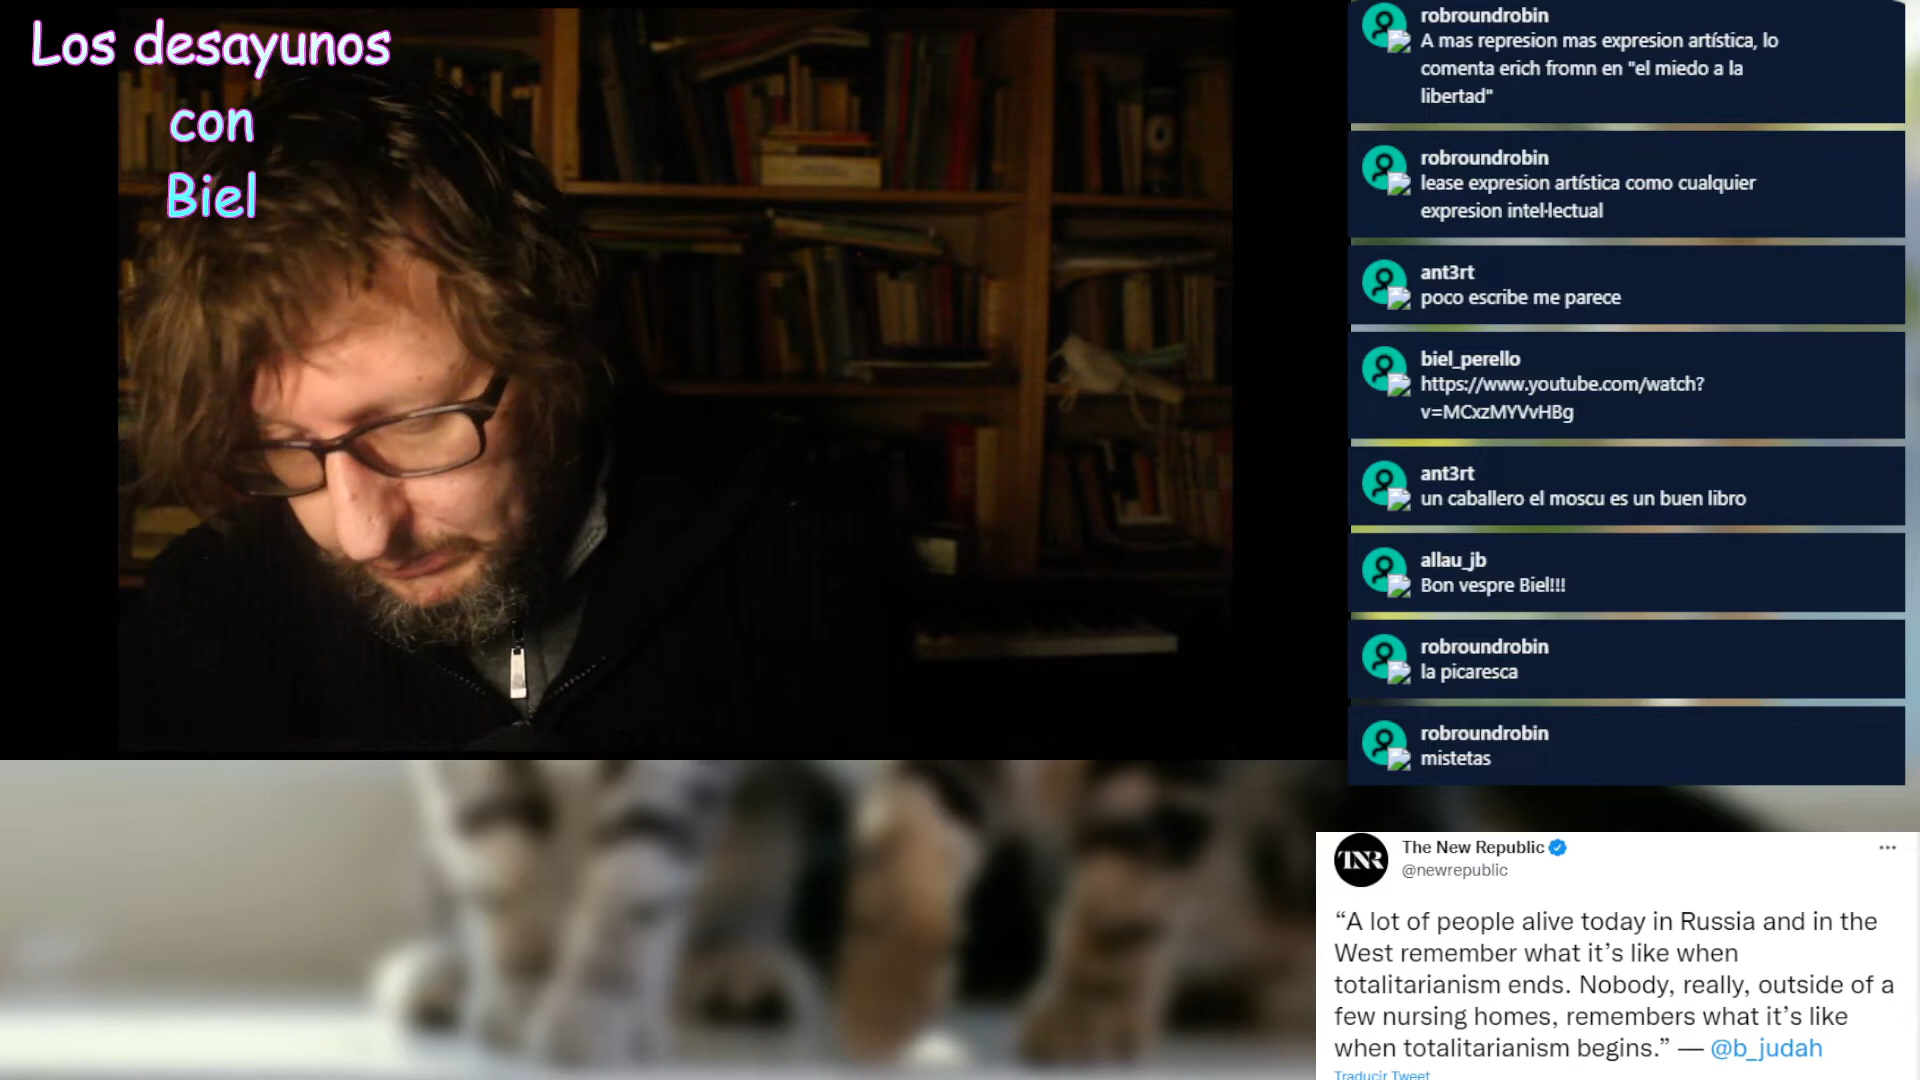 Los desayunos
con
Biel
robroundrobin
A mas represion mas expresion artística, lo
comenta erich fromn en "el miedo a la
libertad"
robroundrobin
lease expresion artística como cualquier
expresion intel·lectual
ant3rt
poco escribe me parece
biel_perello
https://www.youtube.com/watch?
v=MCxzMYVvHBg
ant3rt
un caballero el moscu es un buen libro
allau_jb
Bon vespre Biel!!!
robroundrobin
la picaresca
robroundrobin
mistetas
TNR
The New Republic
@newrepublic
“A lot of people alive today in Russia and in the
West remember what it’s like when
totalitarianism ends. Nobody, really, outside of a
few nursing homes, remembers what it’s like
when totalitarianism begins.” — @b_judah
Traducir Tweet